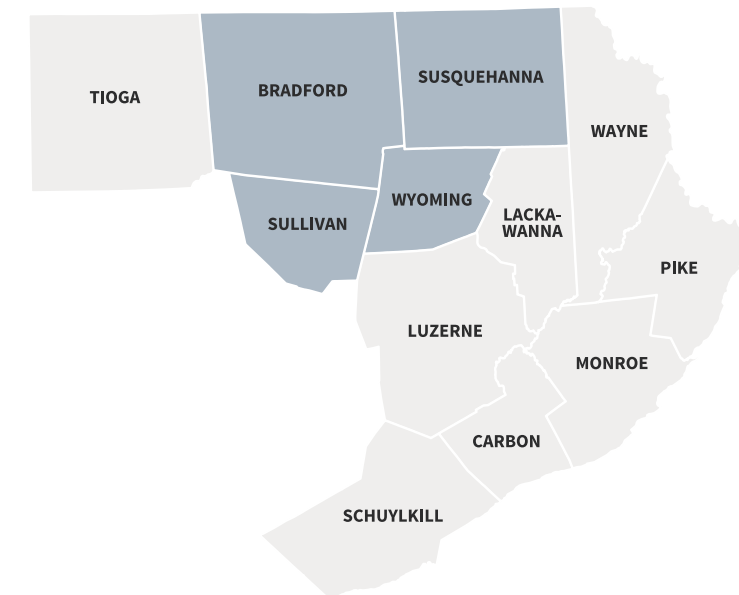 TIOGA
BRADFORD
SUSQUEHANNA
WAYNE
SULLIVAN
WYOMING
LACKA-
WANNA
PIKE
LUZERNE
MONROE
CARBON
SCHUYLKILL